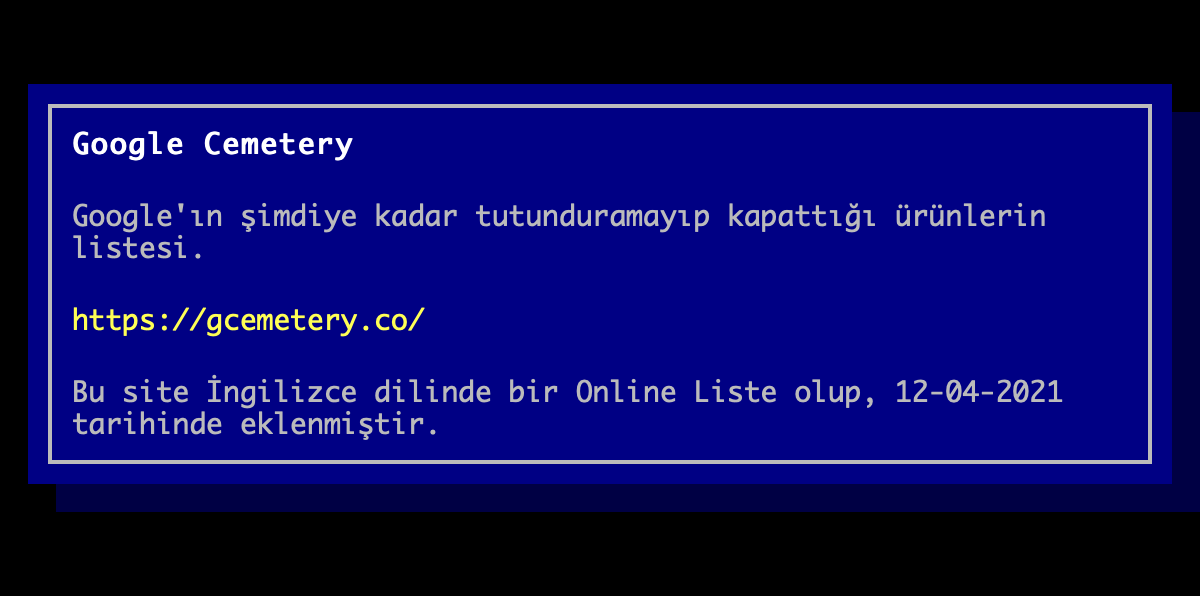 Google Cemetery
Google'ın şimdiye kadar tutunduramayıp kapattığı ürünlerin
listesi.
https://gcemetery.co/
Bu site İngilizce dilinde bir Online Liste olup, 12-04-2021
tarihinde eklenmiştir.